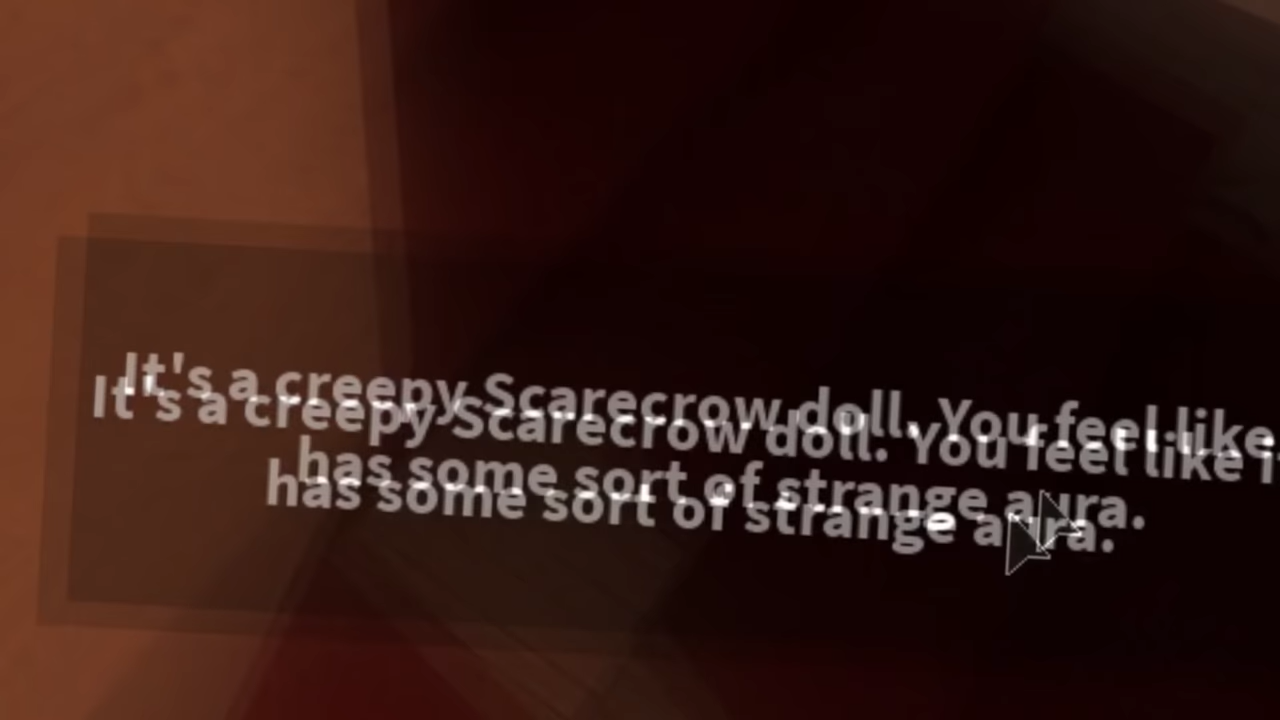 It's a creepy Scarecrow doll. You feel like
has some sort of strange aura.